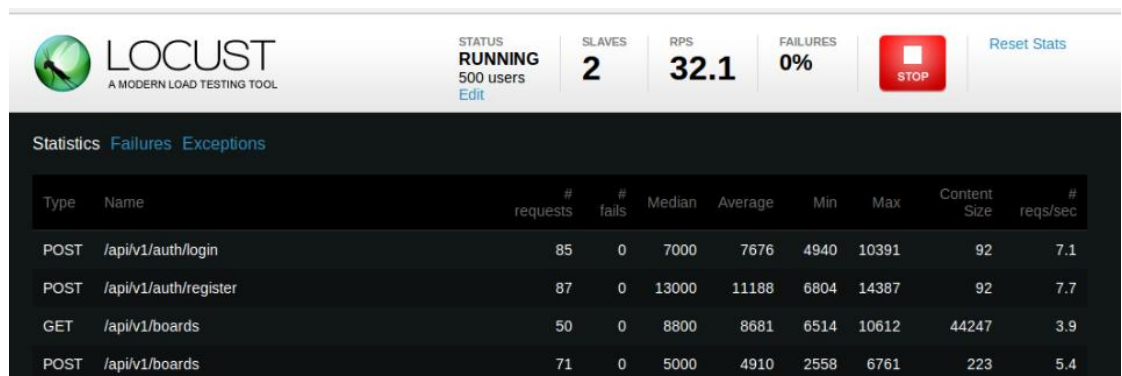 LOCUST
A MODERN LOAD TESTING TOOL
STATUS
RUNNING
500 users
Edit
SLAVES
2
RPS
32.1
FAILURES
0%
STOP
Reset Stats
Statistics Failures Exceptions
Type Name # requests # fails Median Average Min Max Content Size # reqs/sec
POST /api/v1/auth/login 85 0 7000 7676 4940 10391 92 7.1
POST /api/v1/auth/register 87 0 13000 11188 6804 14387 92 7.7
GET /api/v1/boards 50 0 8800 8681 6514 10612 44247 3.9
POST /api/v1/boards 71 0 5000 4910 2558 6761 223 5.4